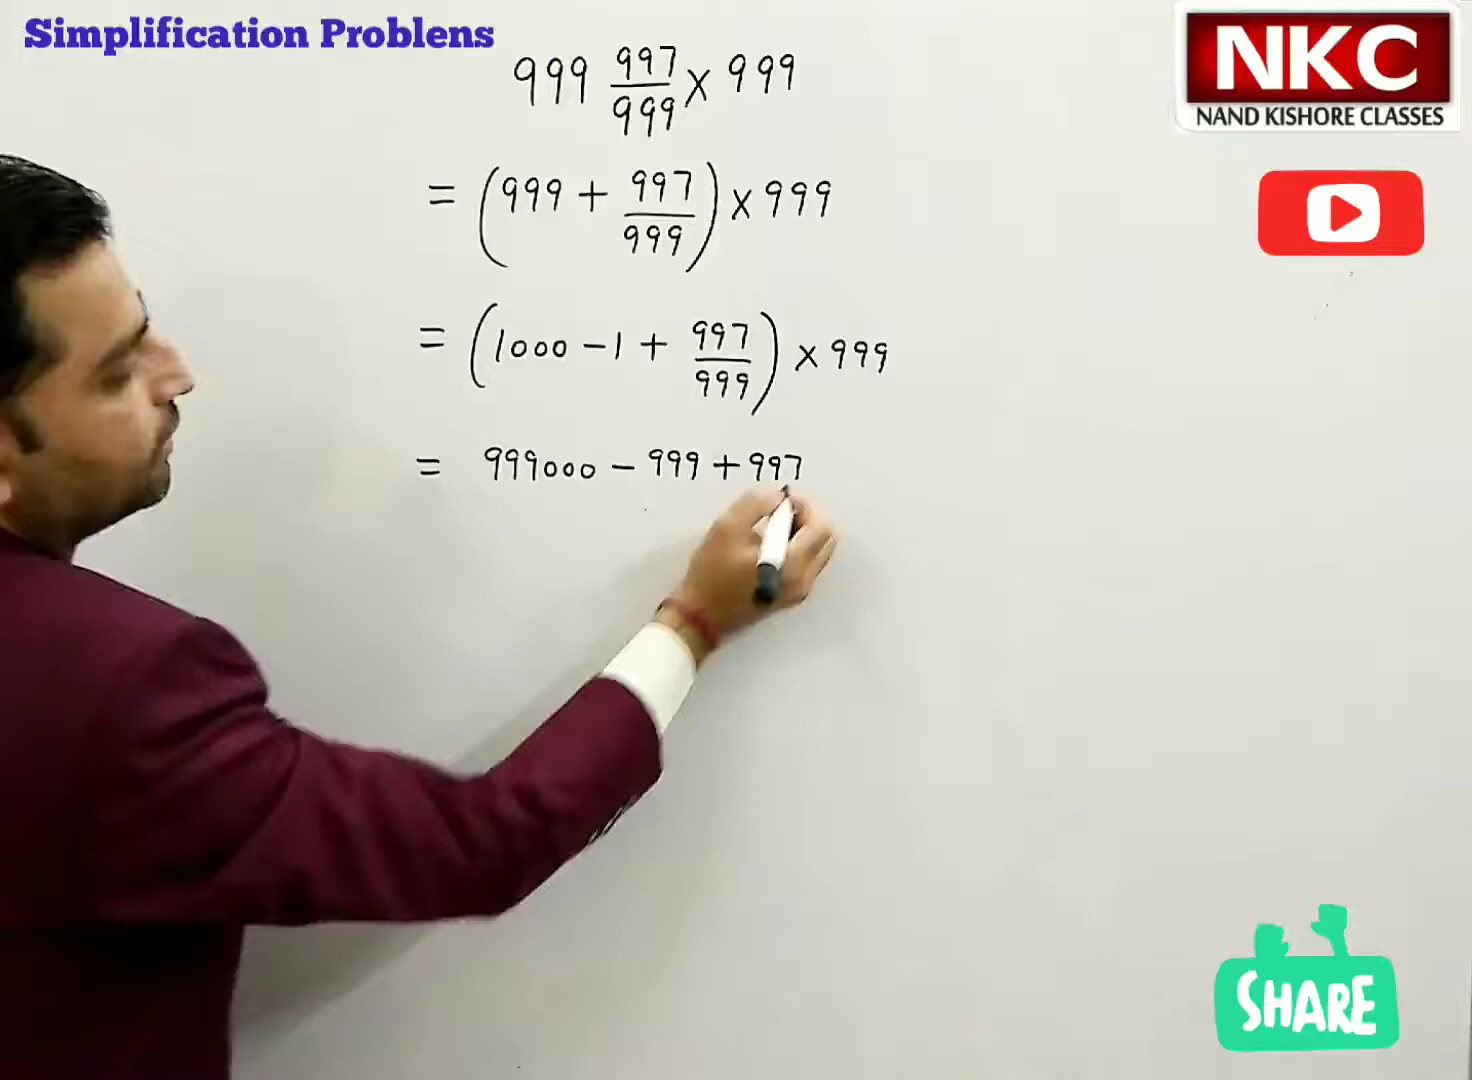 Simplification Problens
NKC
NAND KISHORE CLASSES
999 997/999 × 999
= (999 + 997/999) × 999
= (1000 - 1 + 997/999) × 999
= 999000 - 999 + 997
SHARE